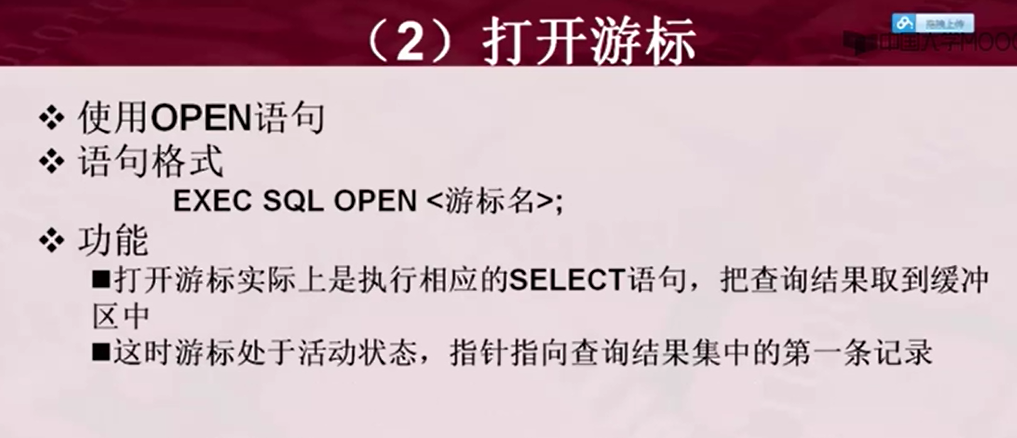 （2）打开游标
拖拽上传
中国大学MOOC
❖ 使用OPEN语句
❖ 语句格式
EXEC SQL OPEN <游标名>;
❖ 功能
■打开游标实际上是执行相应的SELECT语句，把查询结果取到缓冲
区中
■这时游标处于活动状态，指针指向查询结果集中的第一条记录